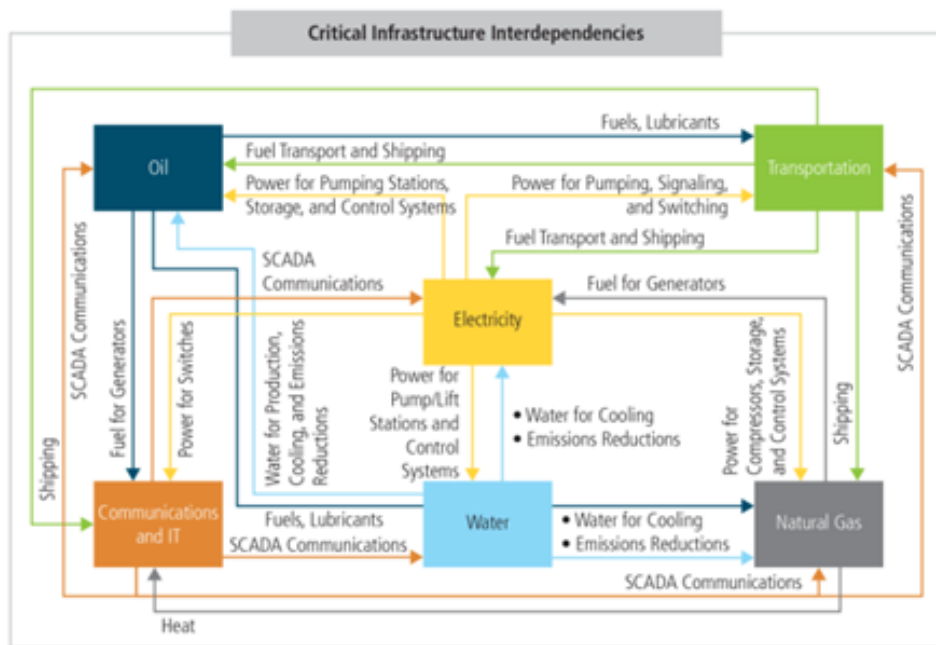 Critical Infrastructure Interdependencies
Fuels, Lubricants
Oil
Transportation
Fuel Transport and Shipping
Power for Pumping Stations,
Storage, and Control Systems
Power for Pumping, Signaling,
and Switching
SCADA Communications
SCADA
Communications
Fuel Transport and Shipping
SCADA Communications
Fuel for Generators
Electricity
Fuel for Generators
Power for Switches
Water for Production,
Cooling, and Emissions
Reductions
Power for
Pump/Lift
Stations and
Control
Systems
• Water for Cooling
• Emissions Reductions
Power for
Compressors, Storage,
and Control Systems
Shipping
Shipping
Communications
and IT
Fuels, Lubricants
SCADA Communications
Water
• Water for Cooling
• Emissions Reductions
Natural Gas
SCADA Communications
Heat